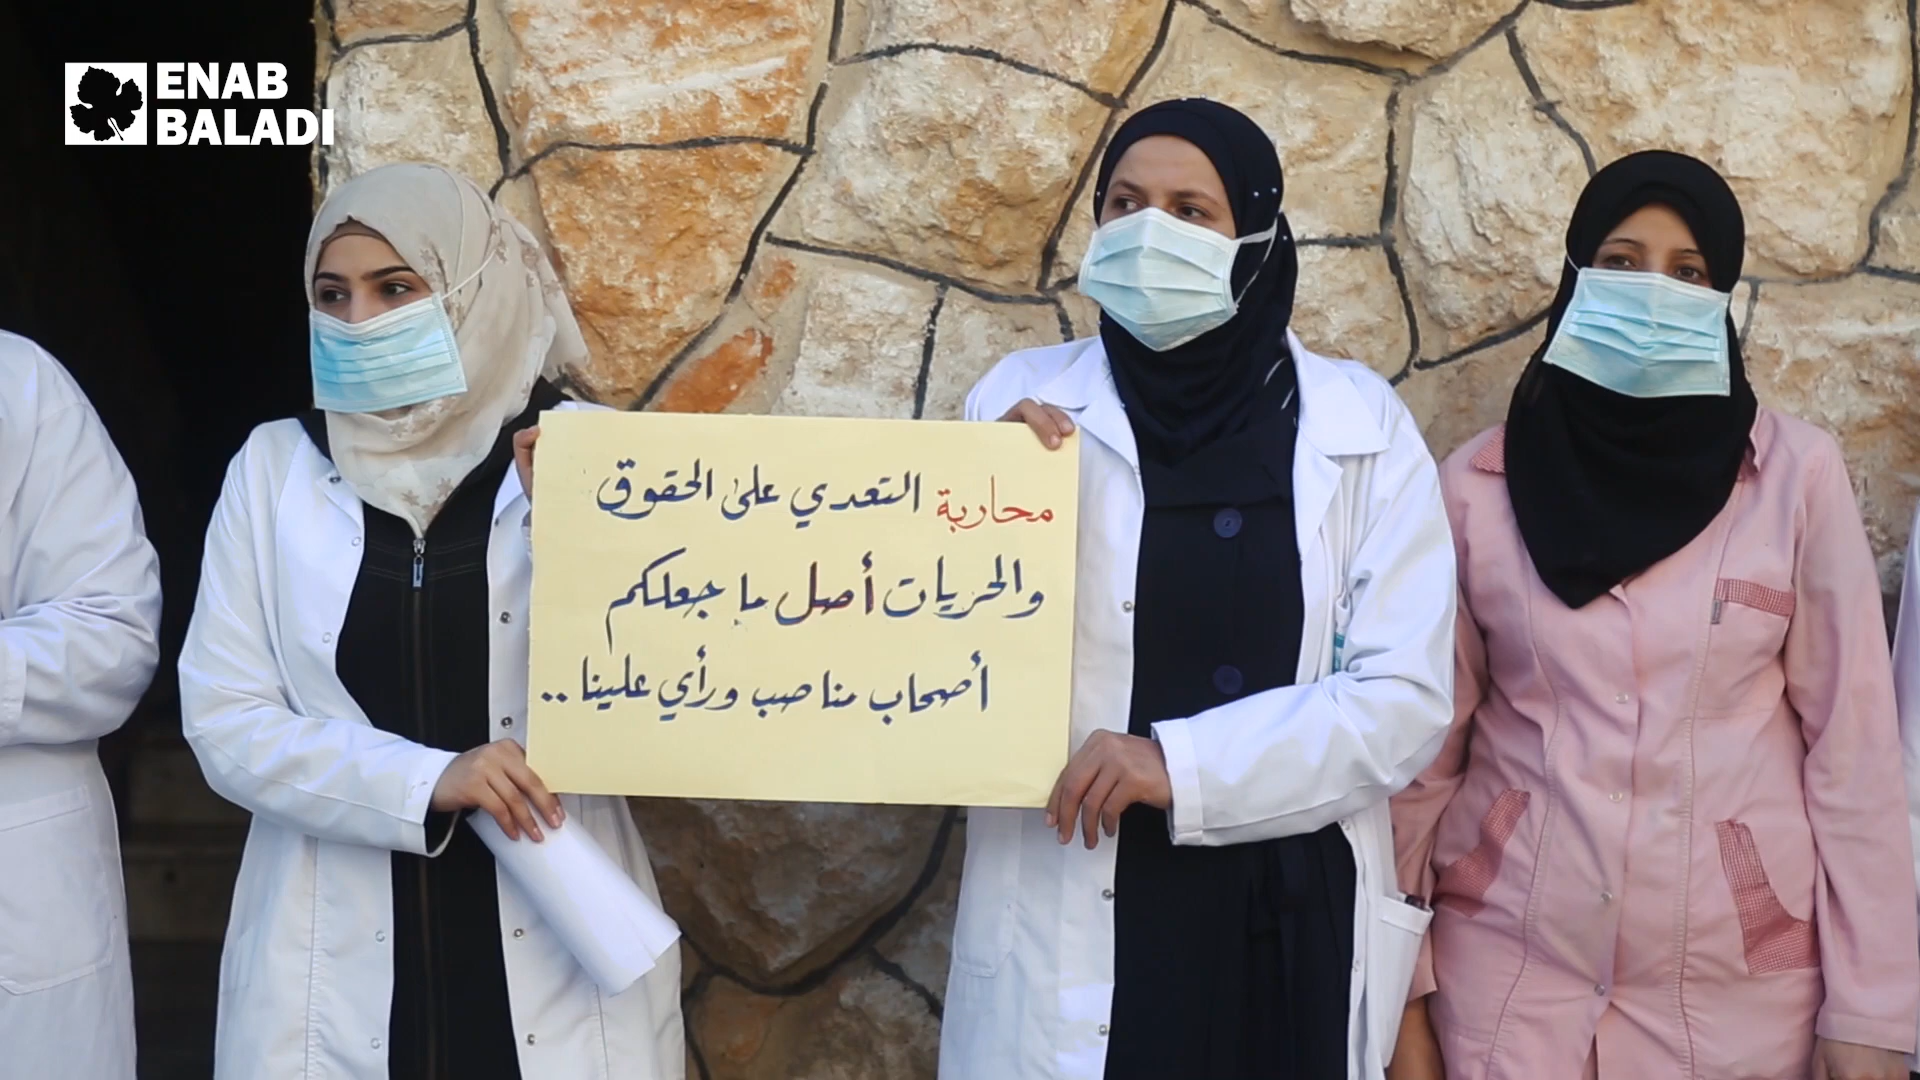 ENAB
BALADI
محاربة التعدي على الحقوق
والحريات أصل ما جعلكم
أصحاب مناصب ورأي علينا ..